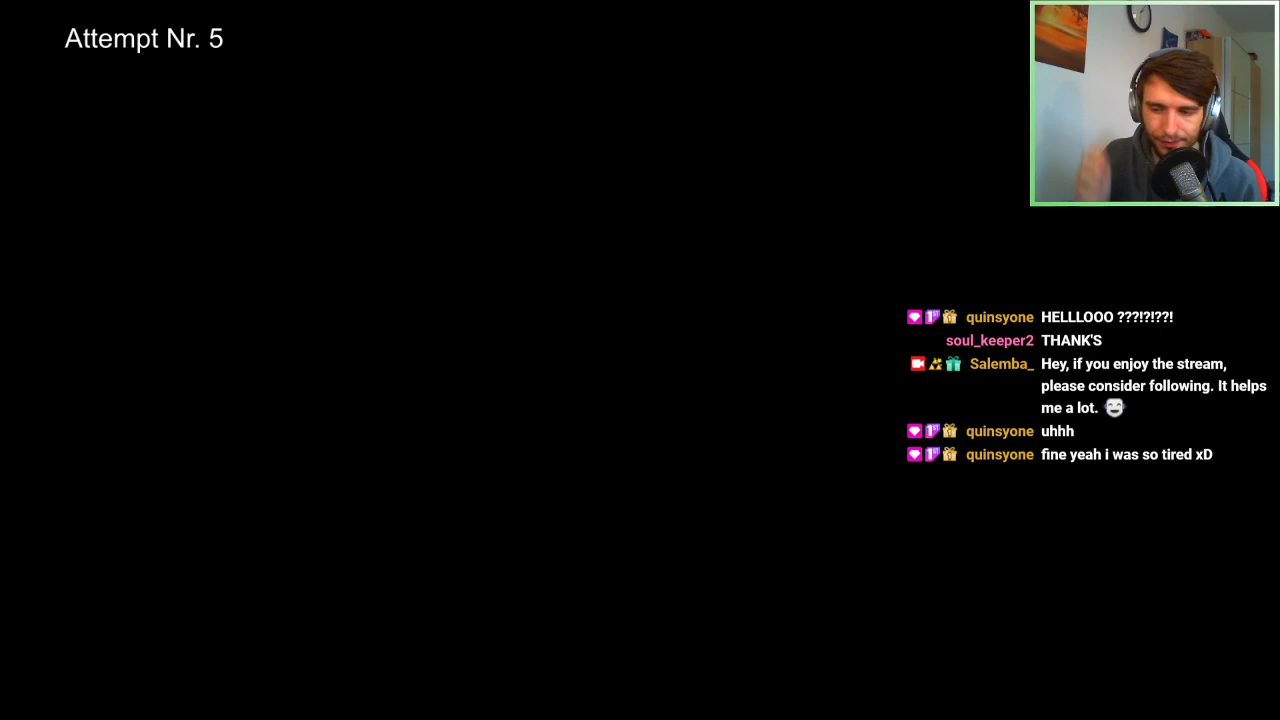 Attempt Nr. 5
quinsyone HELLLOOO ???!?!??!
soul_keeper2 THANK'S
Salemba_ Hey, if you enjoy the stream,
please consider following. It helps
me a lot.
quinsyone uhhh
quinsyone fine yeah i was so tired xD